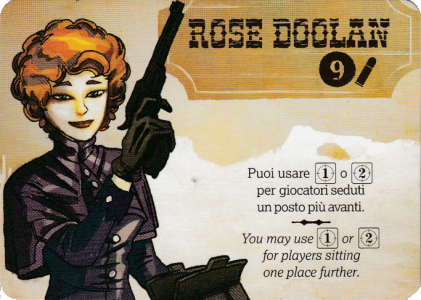 ROSE DOOLAN
9
Puoi usare 1 o 2
per giocatori seduti
un posto più avanti.
You may use 1 or 2
for players sitting
one place further.